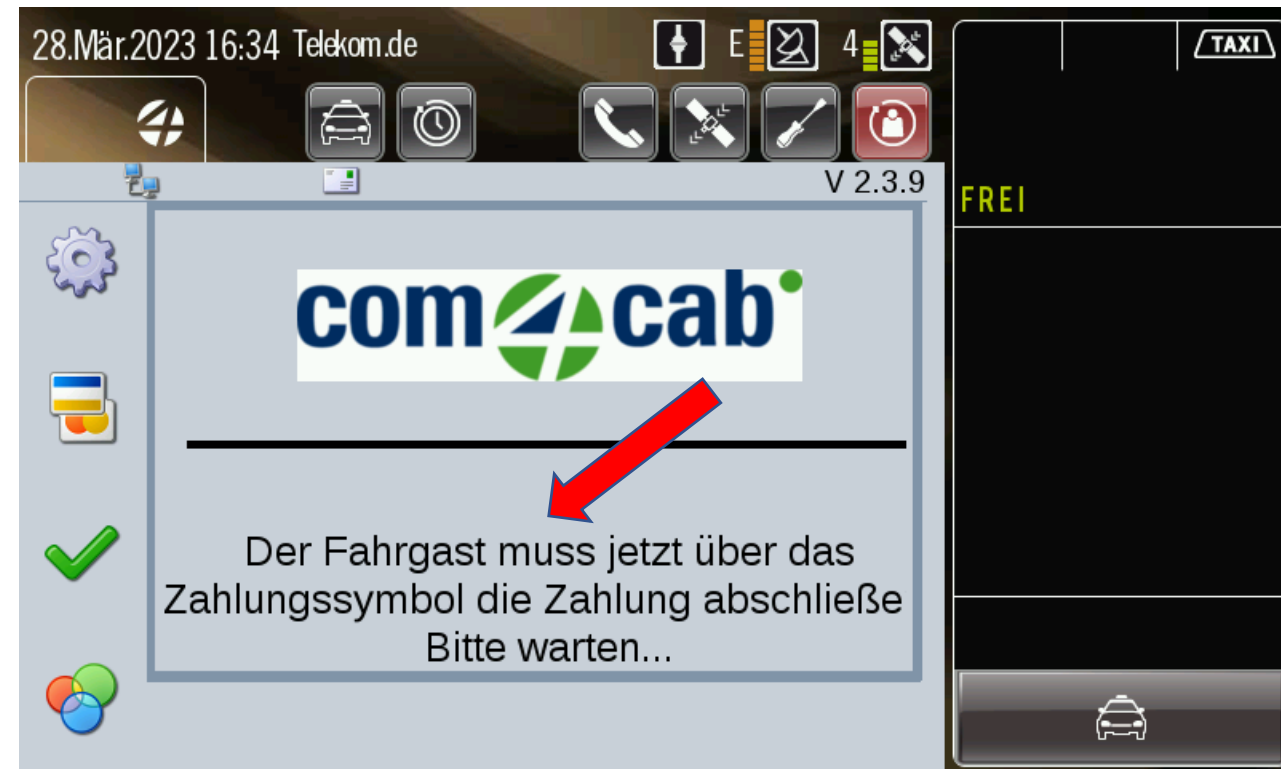 28.Mär.2023 16:34 Telekom.de E 4
TAXI
V 2.3.9
FREI
com4cab
Der Fahrgast muss jetzt über das
Zahlungssymbol die Zahlung abschließe
Bitte warten...